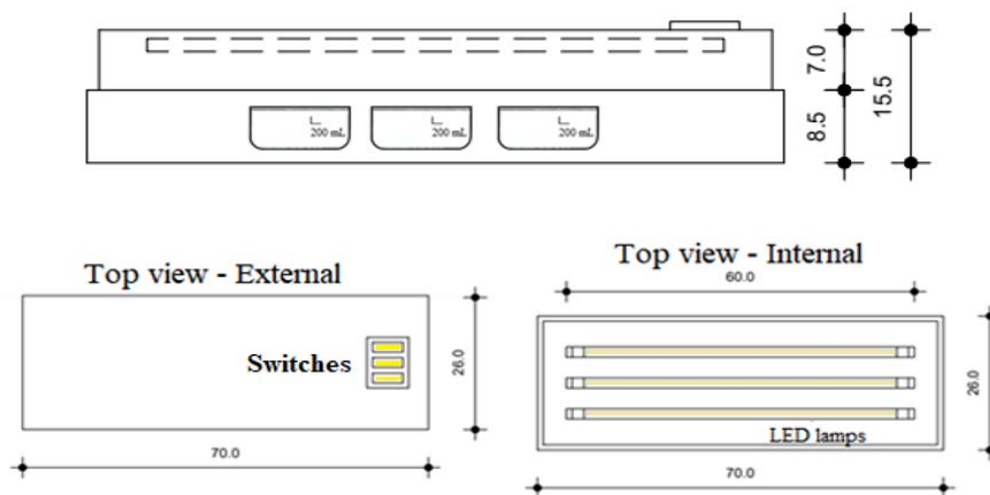 7.0
8.5
15.5
200 mL
200 mL
200 mL
Top view - External
Switches
26.0
70.0
Top view - Internal
60.0
26.0
LED lamps
70.0